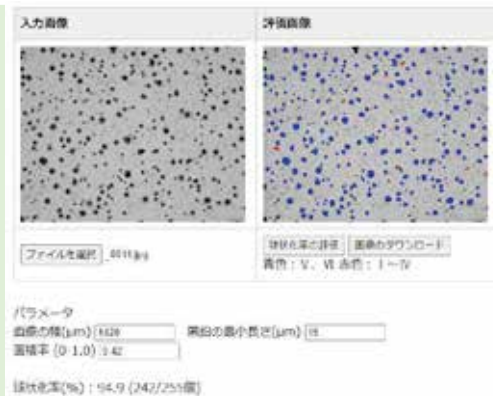 入力画像
評価画像
ファイルを選択
球状化率の評価 画像のダウンロード
青色：Ⅴ、Ⅵ 赤色：Ⅰ～Ⅳ
パラメータ
画像の幅(μm) 黒鉛の最小長さ(μm)
面積率 (0-1.0)
球状化率(%)：94.9 (242/255個)